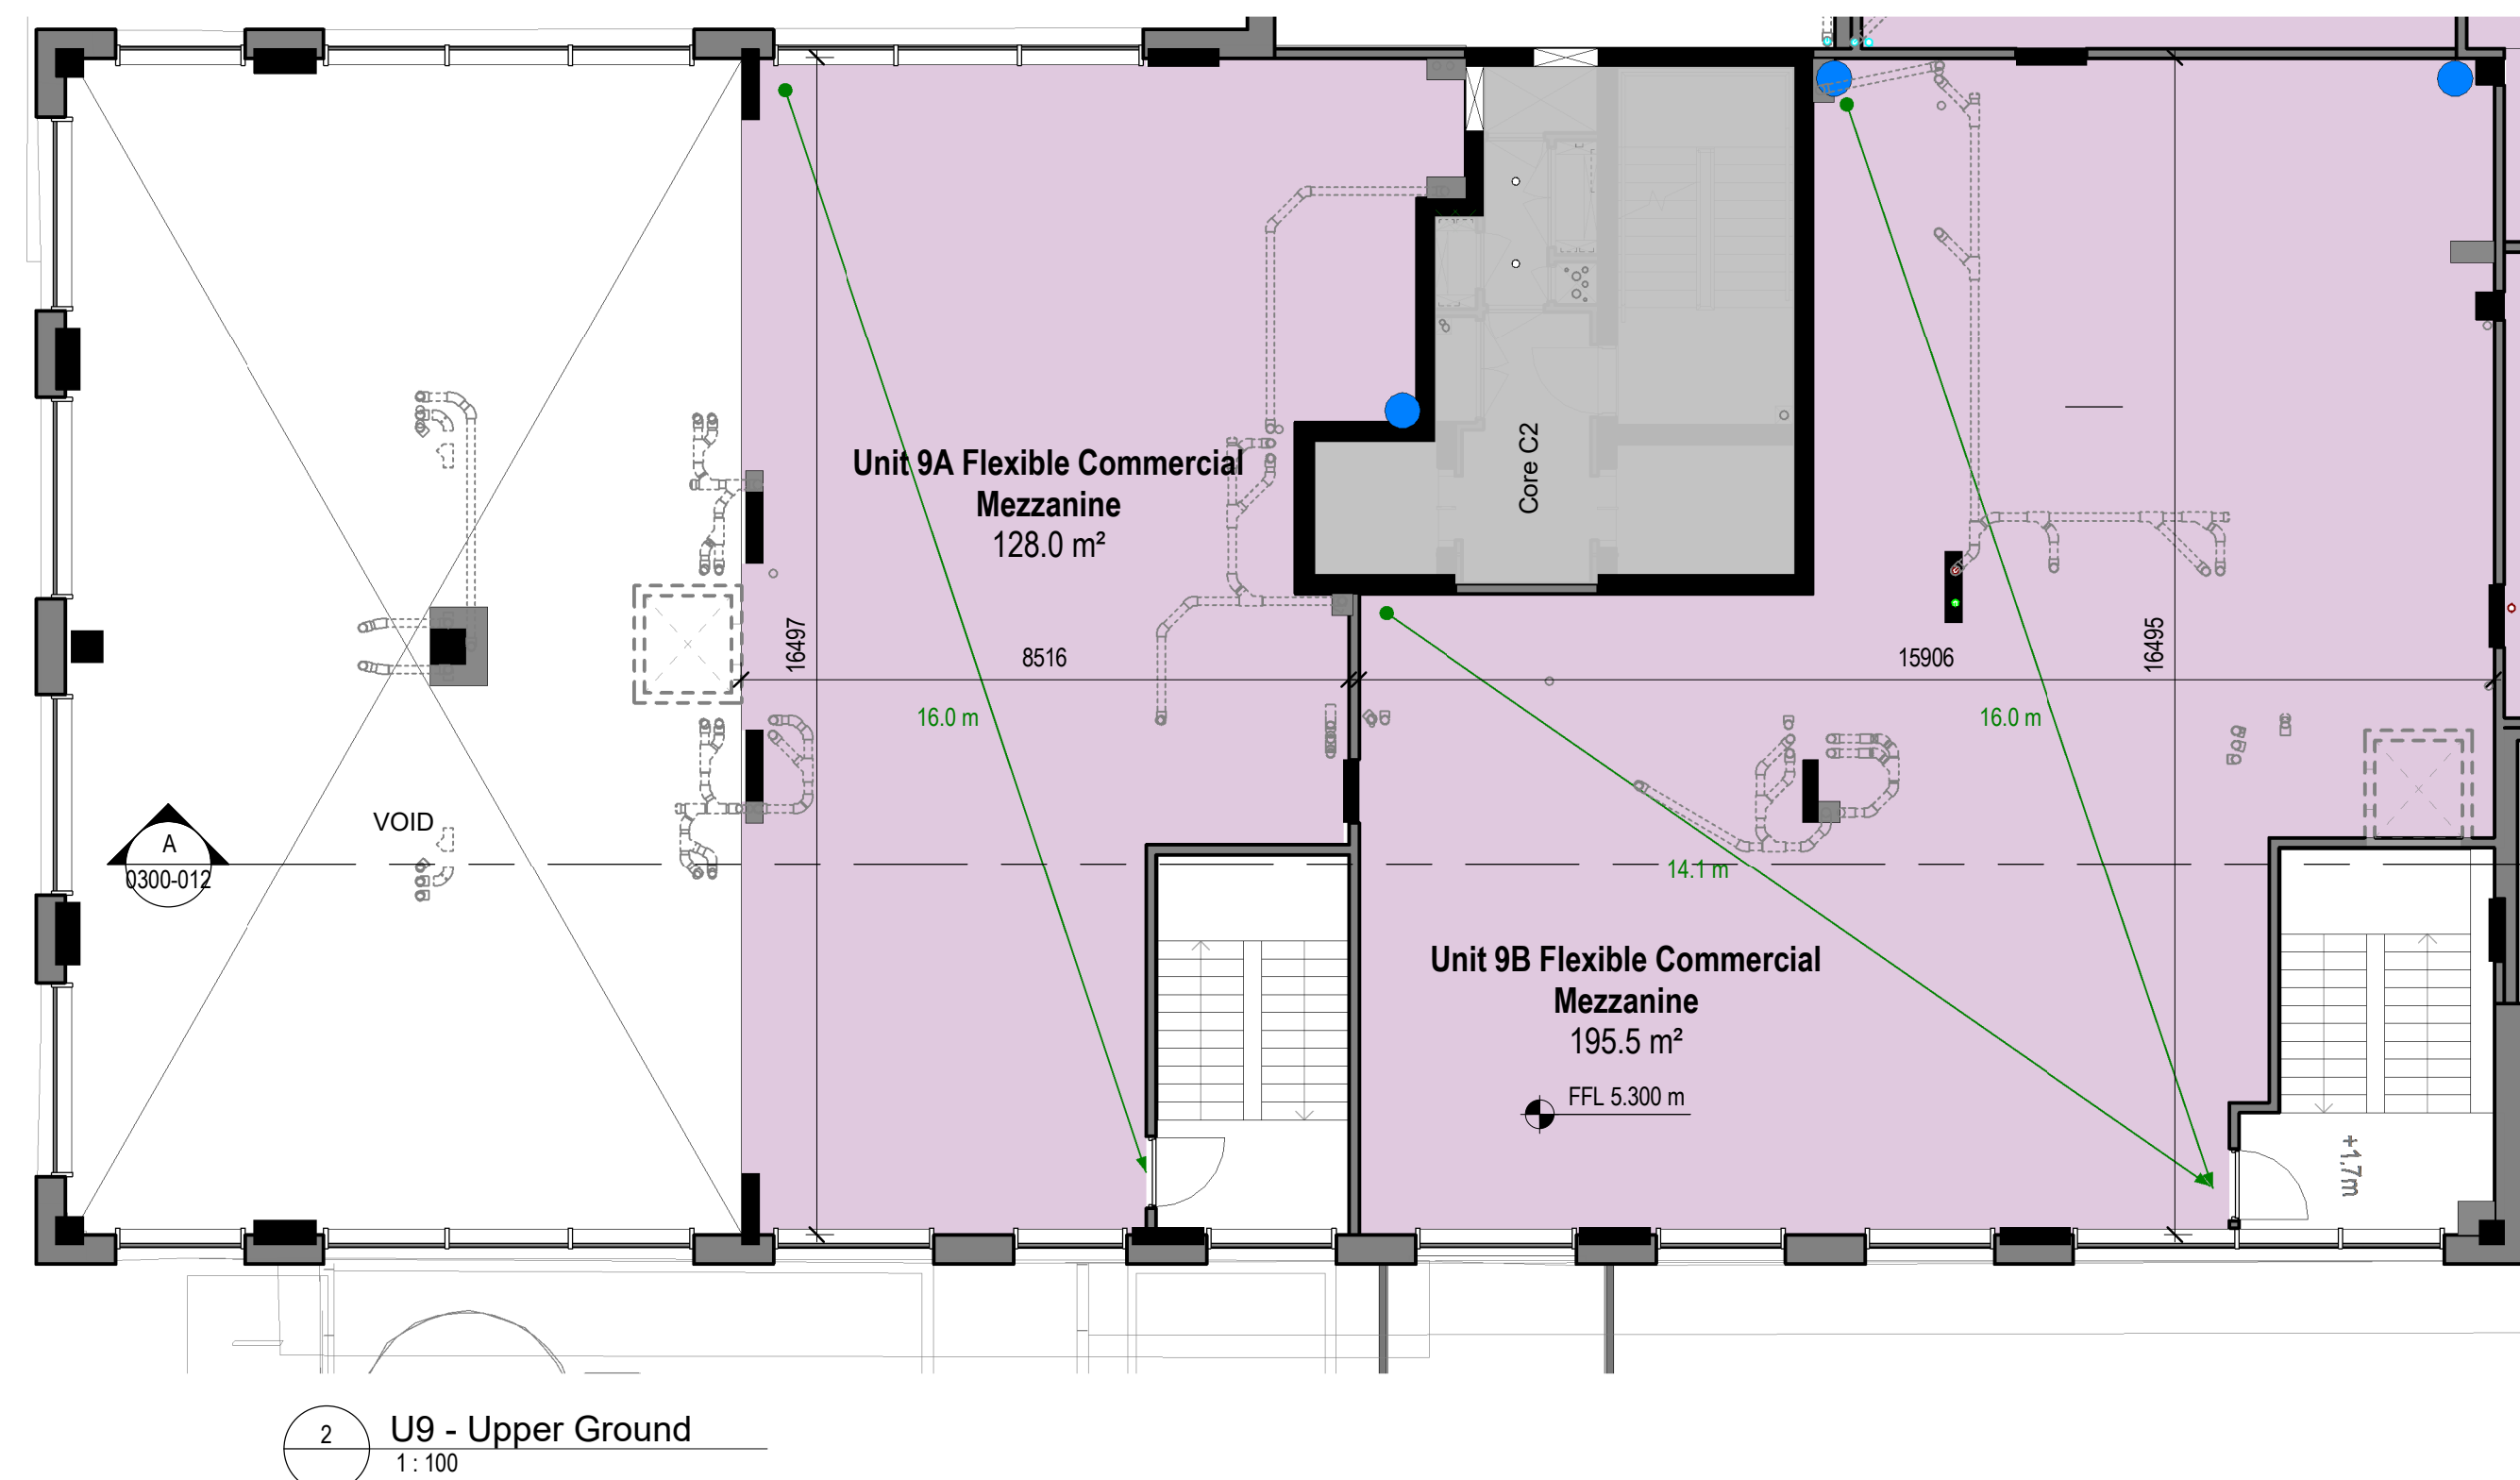 Unit 9A Flexible Commercial
Mezzanine
128.0 m²
Core C2
16497
8516
15906
16495
16.0 m
16.0 m
14.1 m
VOID
A
0300-012
Unit 9B Flexible Commercial
Mezzanine
195.5 m²
FFL 5.300 m
+1.7m
2
U9 - Upper Ground
1 : 100